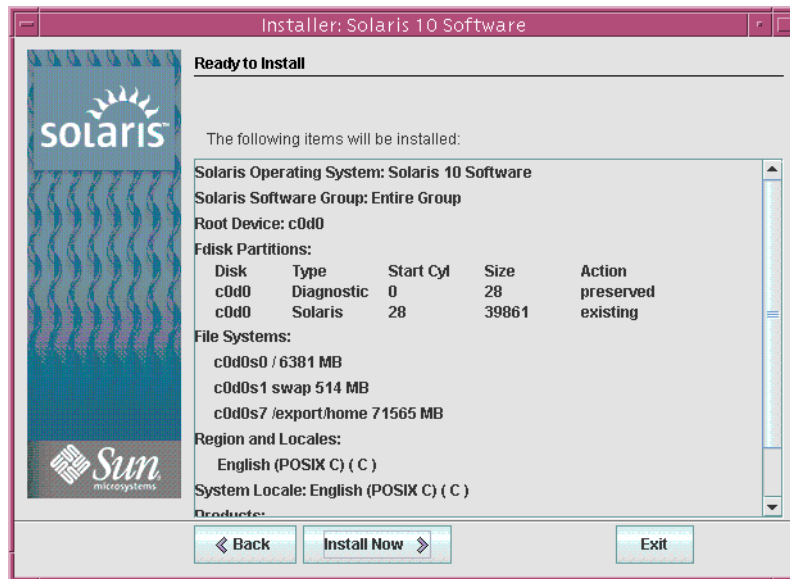 Installer: Solaris 10 Software
solaris™
Sun
microsystems
Ready to Install
The following items will be installed:
Solaris Operating System: Solaris 10 Software
Solaris Software Group: Entire Group
Root Device: c0d0
Fdisk Partitions:
Disk Type Start Cyl Size Action
c0d0 Diagnostic 0 28 preserved
c0d0 Solaris 28 39861 existing
File Systems:
c0d0s0 / 6381 MB
c0d0s1 swap 514 MB
c0d0s7 /export/home 71565 MB
Region and Locales:
English (POSIX C) ( C )
System Locale: English (POSIX C) ( C )
Products:
Back Install Now Exit